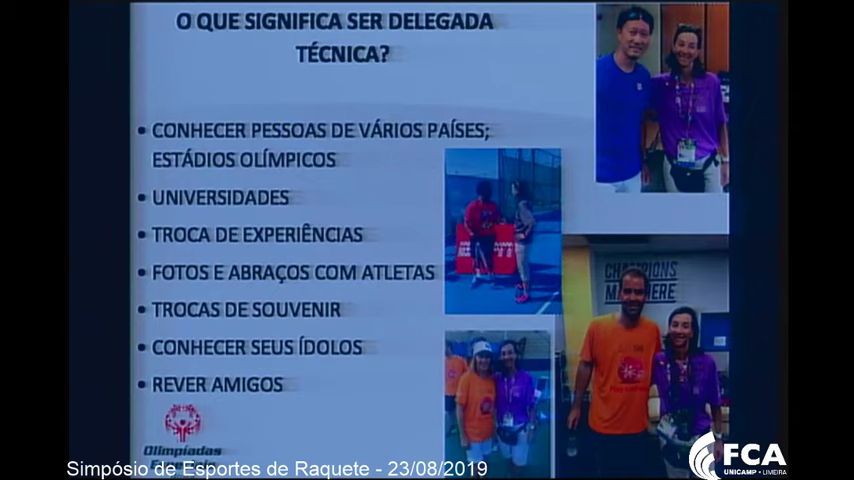 O QUE SIGNIFICA SER DELEGADA
TÉCNICA?
• CONHECER PESSOAS DE VÁRIOS PAÍSES;
ESTÁDIOS OLÍMPICOS
• UNIVERSIDADES
• TROCA DE EXPERIÊNCIAS
• FOTOS E ABRAÇOS COM ATLETAS
• TROCAS DE SOUVENIR
• CONHECER SEUS ÍDOLOS
• REVER AMIGOS
CHAMPIONS
Olimpíadas
Simpósio de Esportes de Raquete - 23/08/2019
FCA
UNICAMP • LIMEIRA